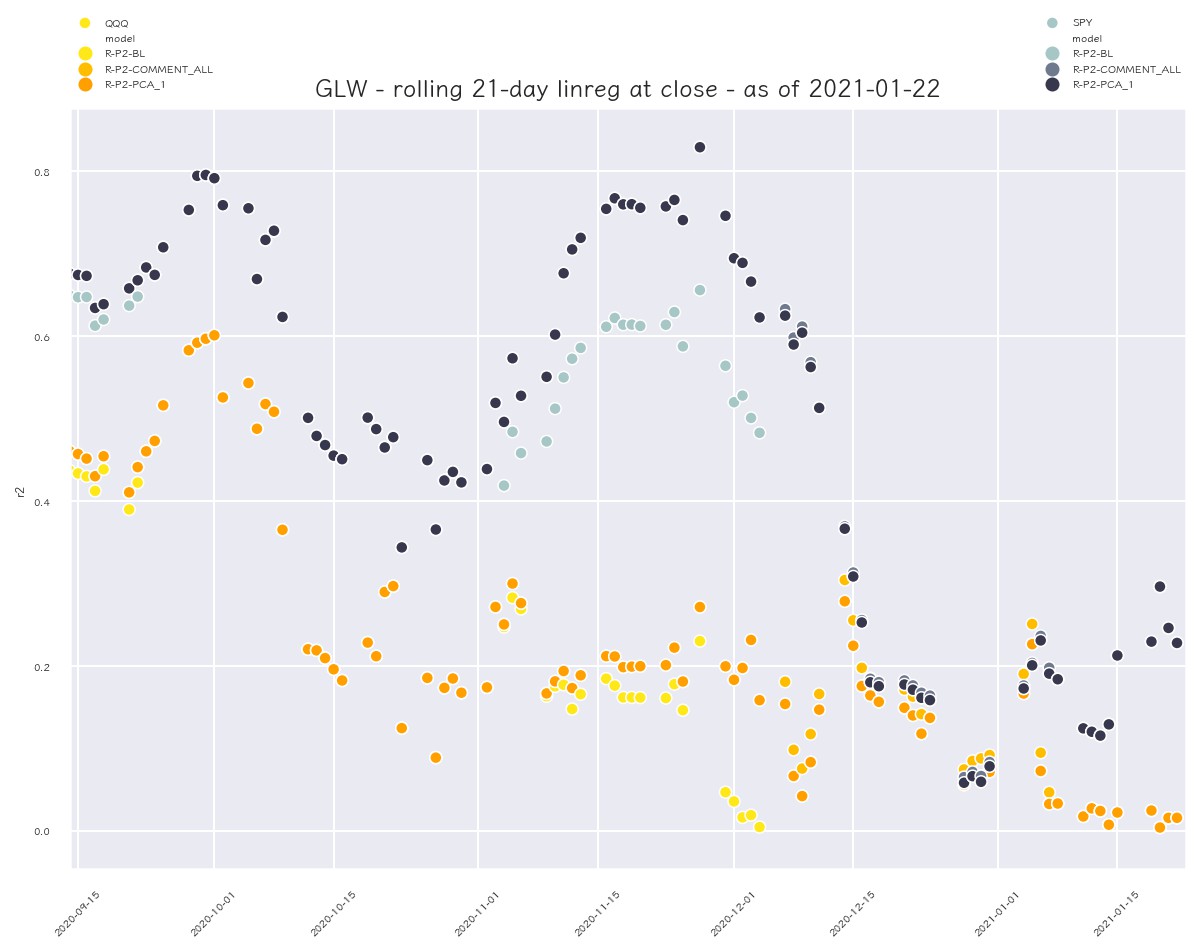 QQQ
model
R-P2-BL
R-P2-COMMENT_ALL
R-P2-PCA_1
SPY
model
R-P2-BL
R-P2-COMMENT_ALL
R-P2-PCA_1
GLW - rolling 21-day linreg at close - as of 2021-01-22
0.8
0.6
0.4
0.2
0.0
r2
2020-09-15
2020-10-01
2020-10-15
2020-11-01
2020-11-15
2020-12-01
2020-12-15
2021-01-01
2021-01-15